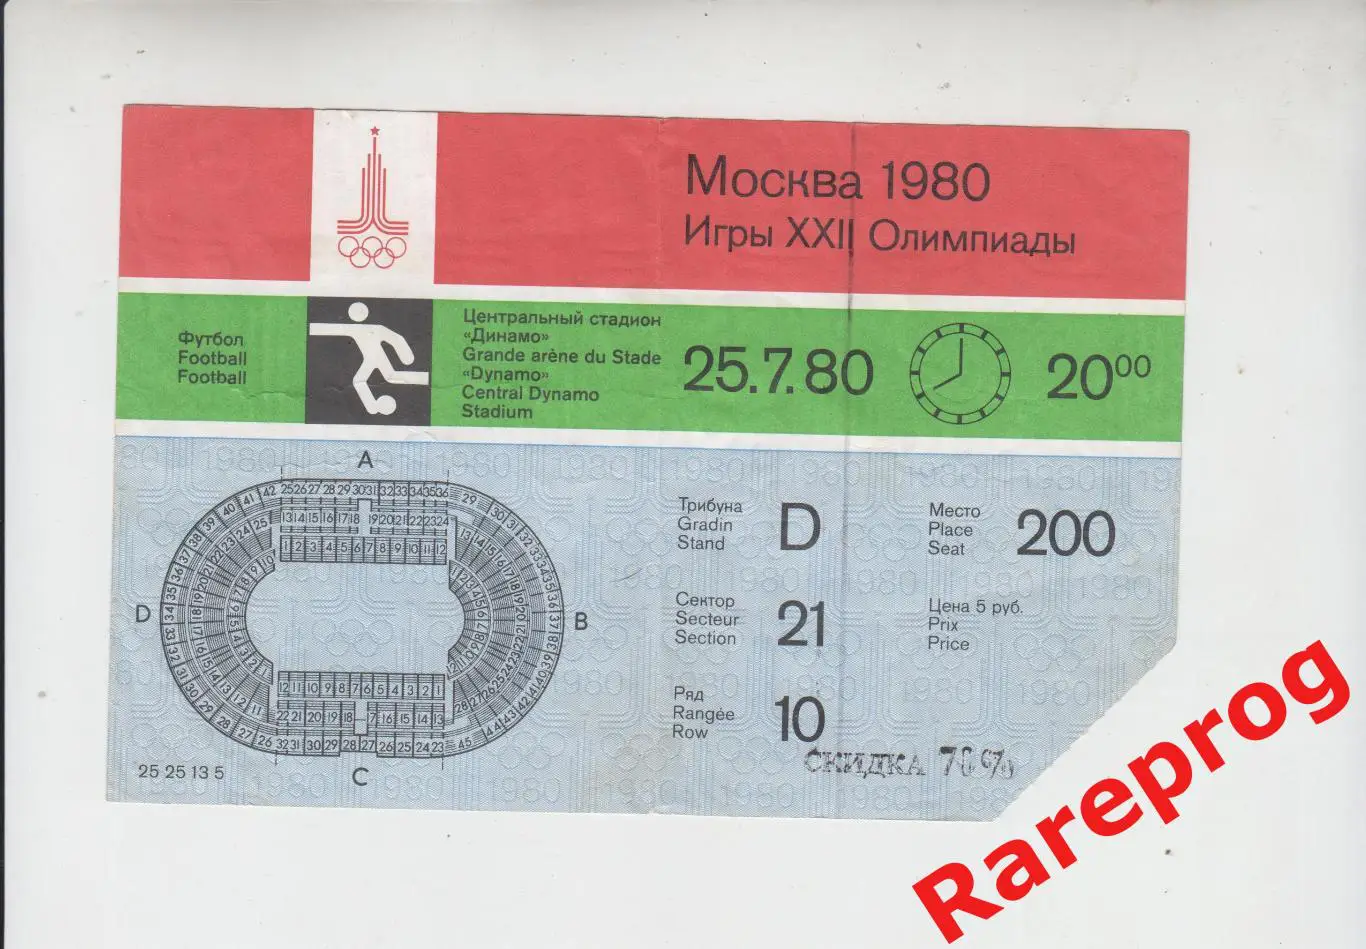 Москва 1980
Игры XXII Олимпиады
Футбол
Football
Football
Центральный стадион
«Динамо»
Grande arène du Stade
«Dynamo»
Central Dynamo
Stadium
25.7.80
20⁰⁰
A
B
C
D
25 25 13 5
Трибуна
Gradin
Stand
D
Место
Place
Seat
200
Сектор
Secteur
Section
21
Цена 5 руб.
Prix
Price
Ряд
Rangée
Row
10
СКИДКА 70%
Rareprog